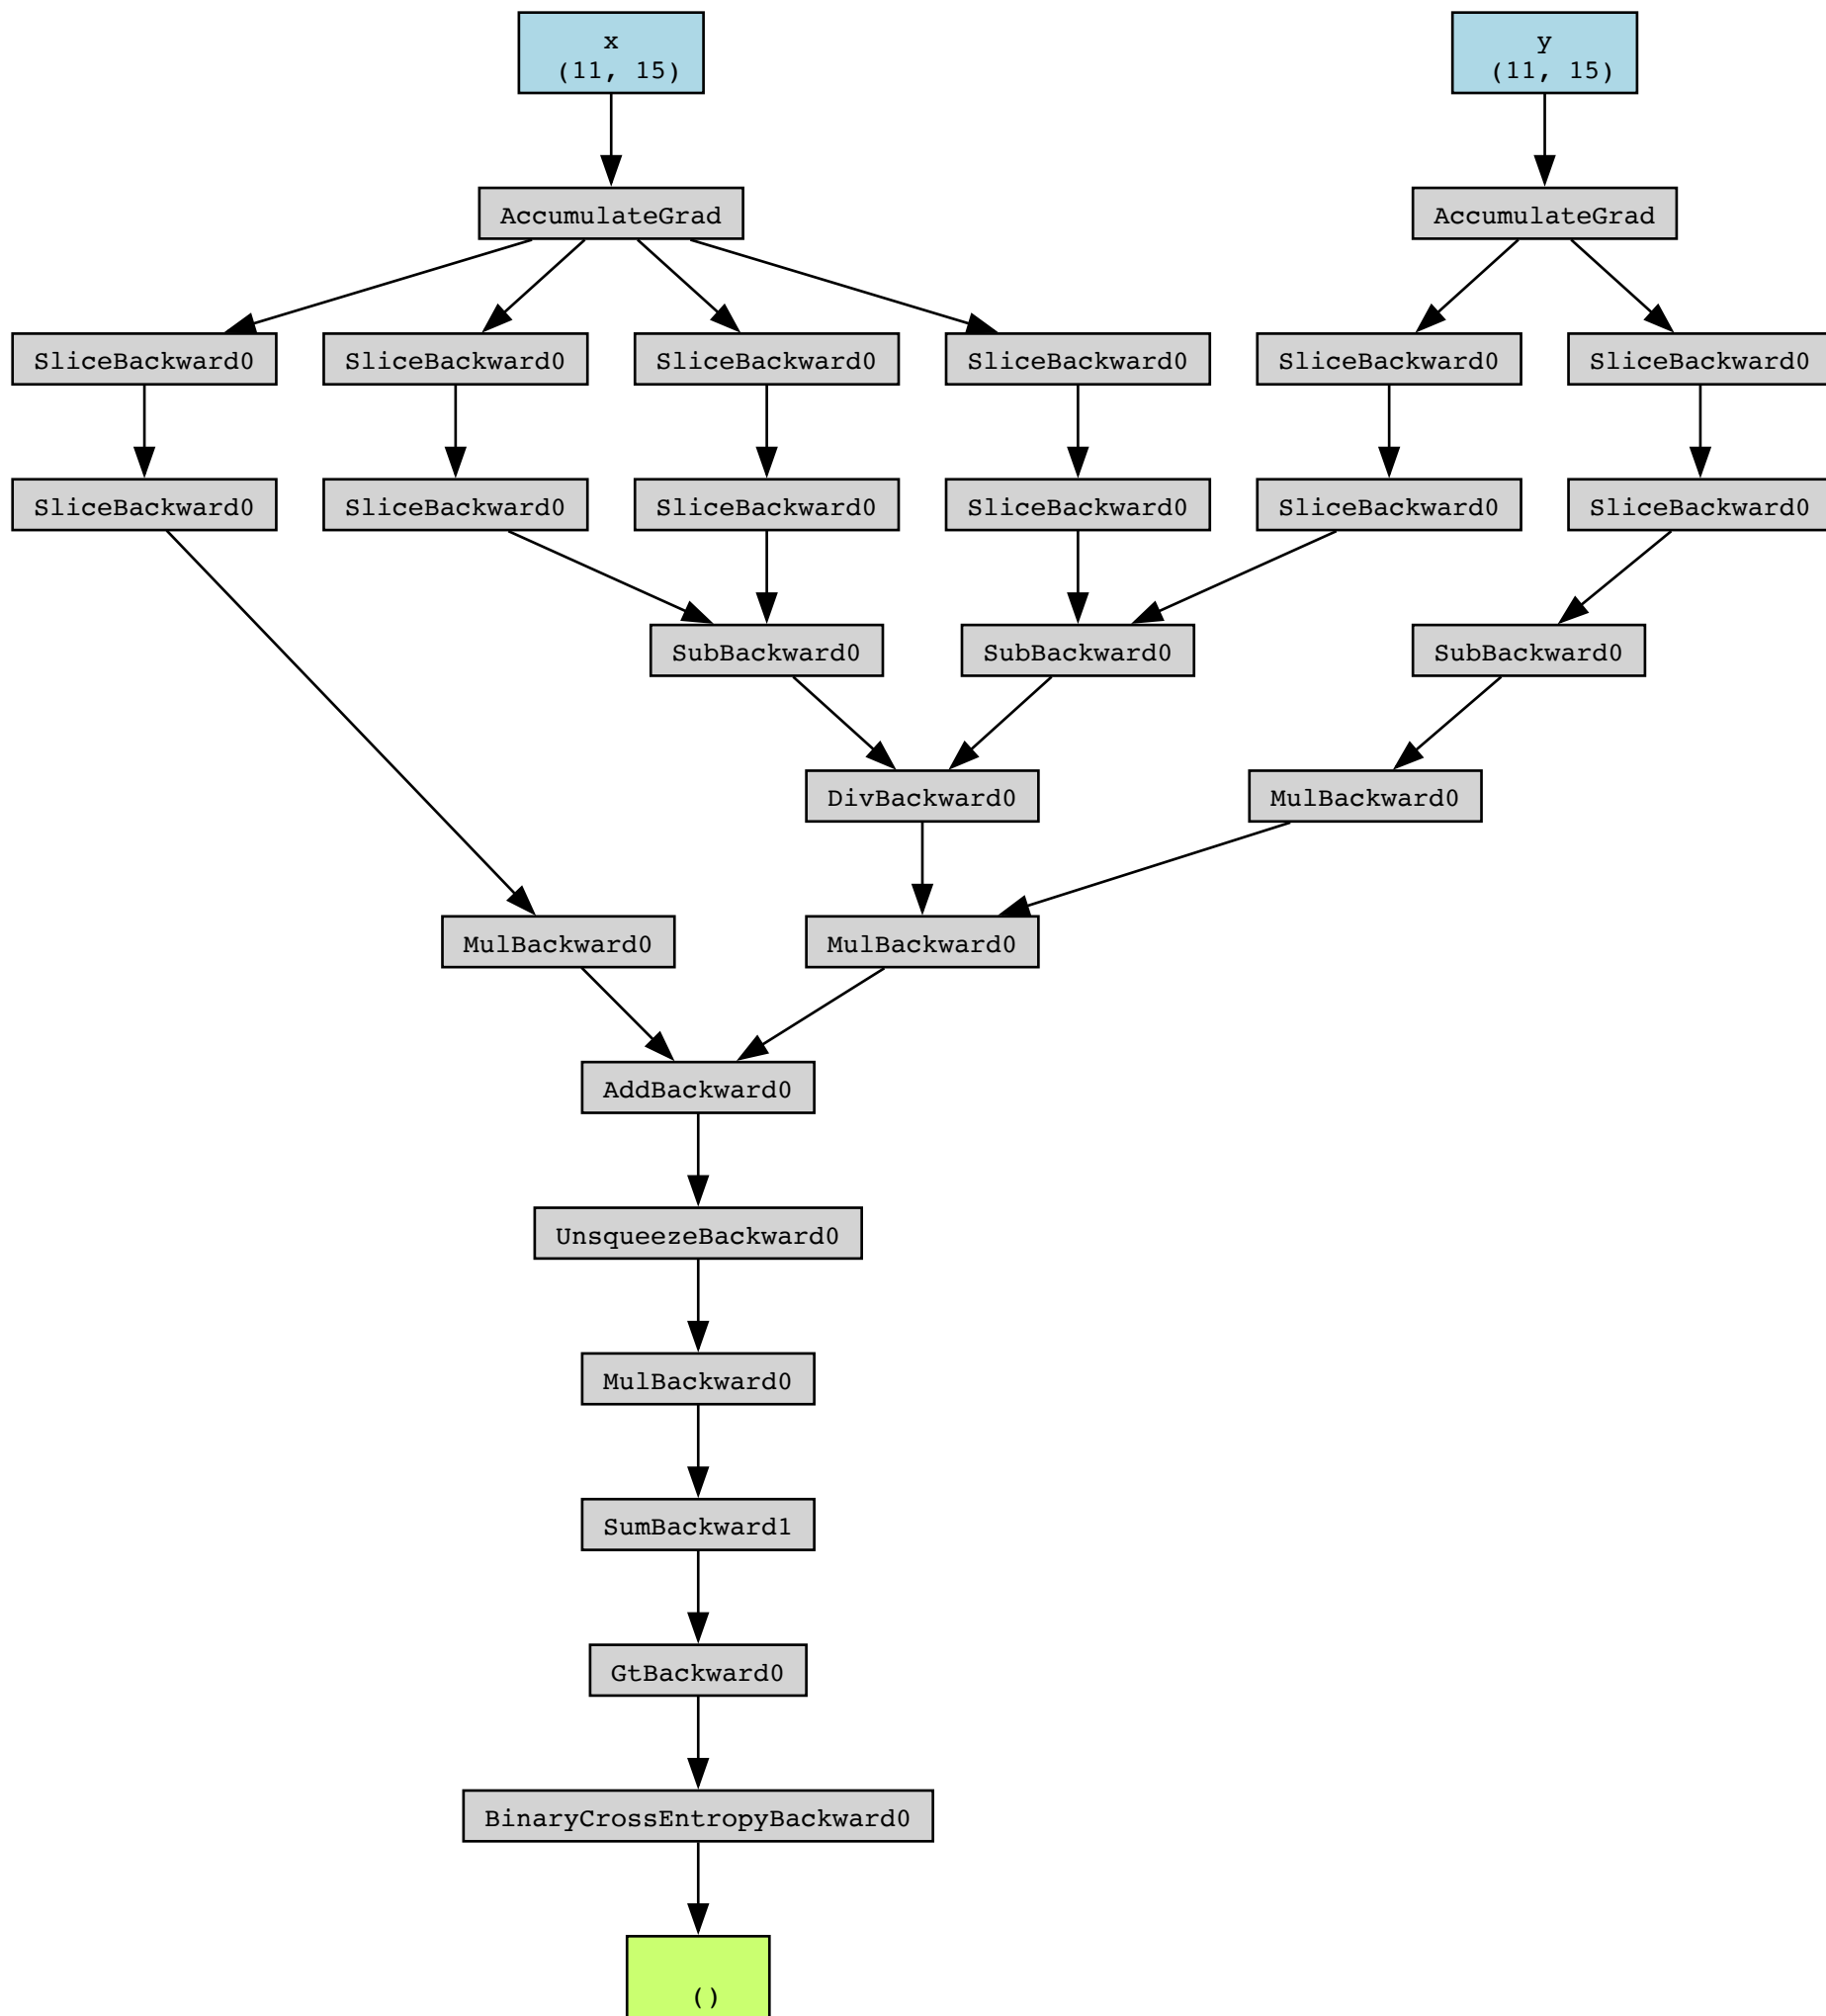 x
(11, 15)
y
(11, 15)
AccumulateGrad
AccumulateGrad
SliceBackward0
SliceBackward0
SliceBackward0
SliceBackward0
SliceBackward0
SliceBackward0
SliceBackward0
SliceBackward0
SliceBackward0
SliceBackward0
SliceBackward0
SliceBackward0
SubBackward0
SubBackward0
SubBackward0
DivBackward0
MulBackward0
MulBackward0
MulBackward0
AddBackward0
UnsqueezeBackward0
MulBackward0
SumBackward1
GtBackward0
BinaryCrossEntropyBackward0
()